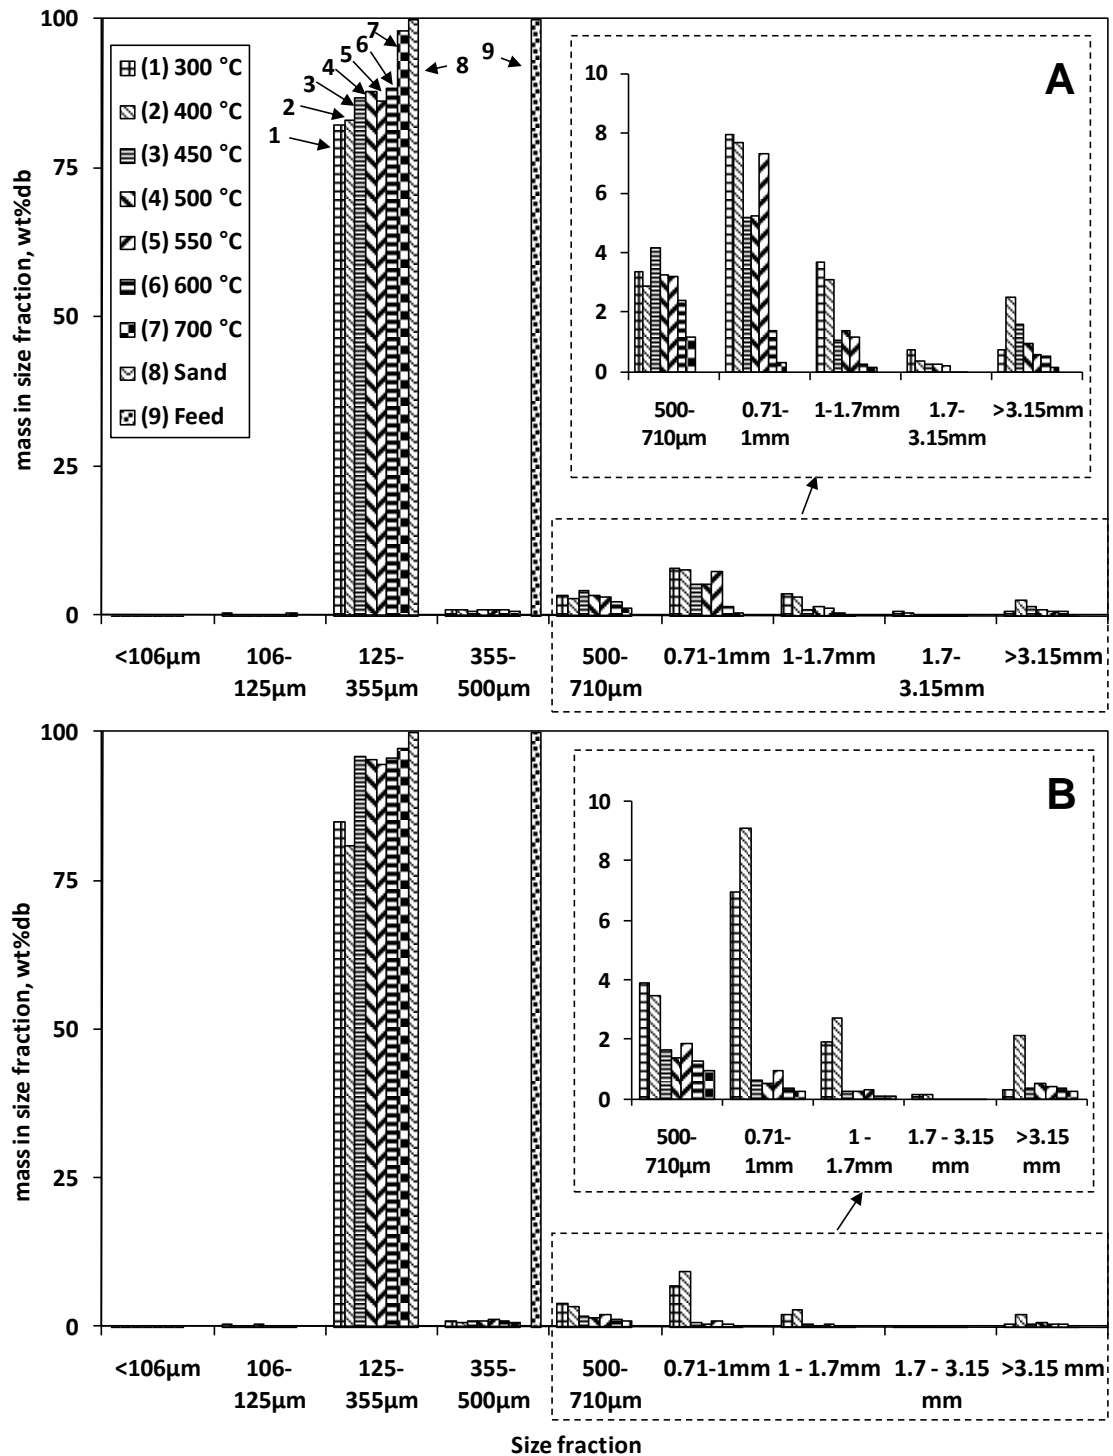 100
75
50
25
0
mass in size fraction, wt%db
(1) 300 °C
(2) 400 °C
(3) 450 °C
(4) 500 °C
(5) 550 °C
(6) 600 °C
(7) 700 °C
(8) Sand
(9) Feed
1
2
3
4
5
6
7
8
9
A
10
8
6
4
2
0
500-
710µm
0.71-
1mm
1-1.7mm
1.7-
3.15mm
>3.15mm
<106µm
106-
125µm
125-
355µm
355-
500µm
500-
710µm
0.71-1mm
1-1.7mm
1.7-
3.15mm
>3.15mm
100
75
50
25
0
mass in size fraction, wt%db
B
10
8
6
4
2
0
500-
710µm
0.71-
1mm
1 -
1.7mm
1.7 - 3.15
mm
>3.15
mm
<106µm
106-
125µm
125-
355µm
355-
500µm
500-
710µm
0.71-1mm
1 - 1.7mm
1.7 - 3.15
mm
>3.15 mm
Size fraction